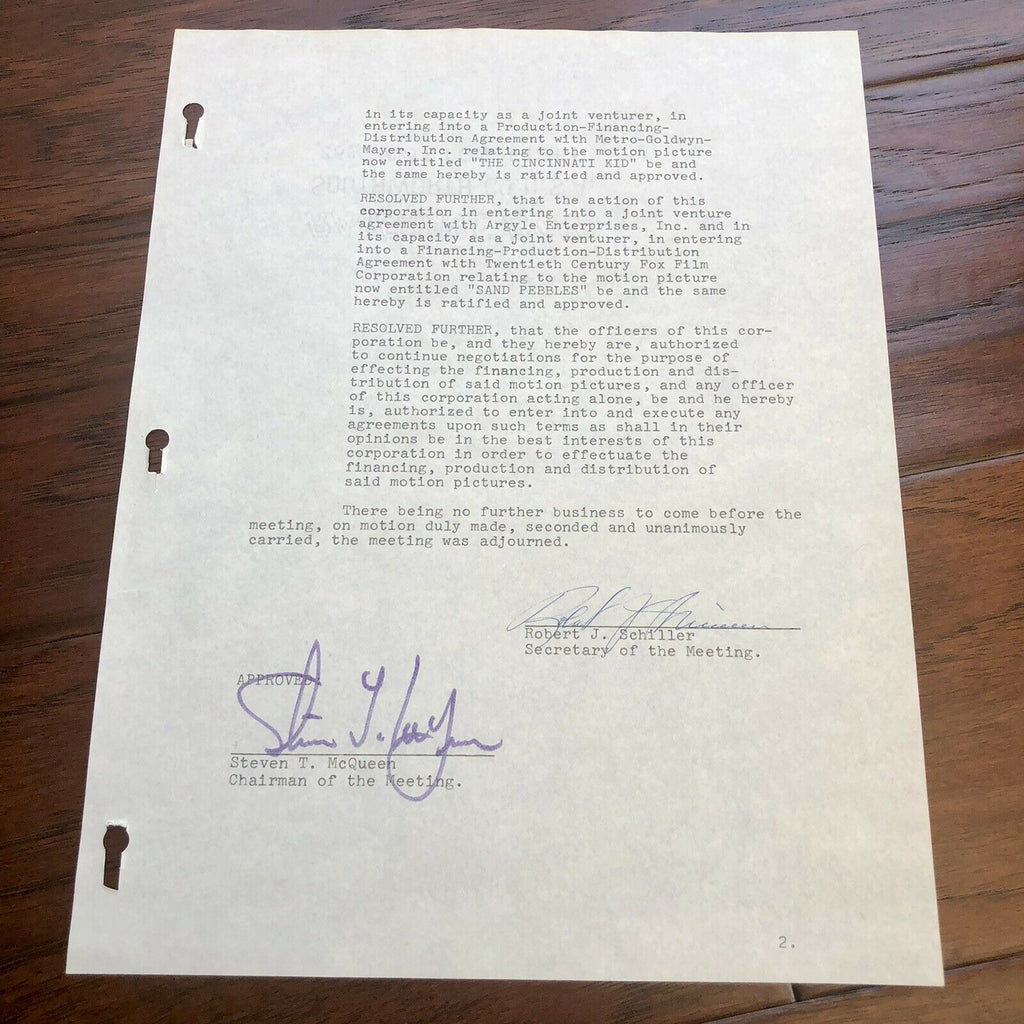 in its capacity as a joint venturer, in
entering into a Production-Financing-
Distribution Agreement with Metro-Goldwyn-
Mayer, Inc. relating to the motion picture
now entitled "THE CINCINNATI KID" be and
the same hereby is ratified and approved.
RESOLVED FURTHER, that the action of this
corporation in entering into a joint venture
agreement with Argyle Enterprises, Inc. and in
its capacity as a joint venturer, in entering
into a Financing-Production-Distribution
Agreement with Twentieth Century Fox Film
Corporation relating to the motion picture
now entitled "SAND PEBBLES" be and the same
hereby is ratified and approved.
RESOLVED FURTHER, that the officers of this cor-
poration be, and they hereby are, authorized
to continue negotiations for the purpose of
effecting the financing, production and dis-
tribution of said motion pictures, and any officer
of this corporation acting alone, be and he hereby
is, authorized to enter into and execute any
agreements upon such terms as shall in their
opinions be in the best interests of this
corporation in order to effectuate the
financing, production and distribution of
said motion pictures.
There being no further business to come before the
meeting, on motion duly made, seconded and unanimously
carried, the meeting was adjourned.
Robert J. Schiller
Secretary of the Meeting.
APPROVED:
Steven T. McQueen
Chairman of the Meeting.
2.